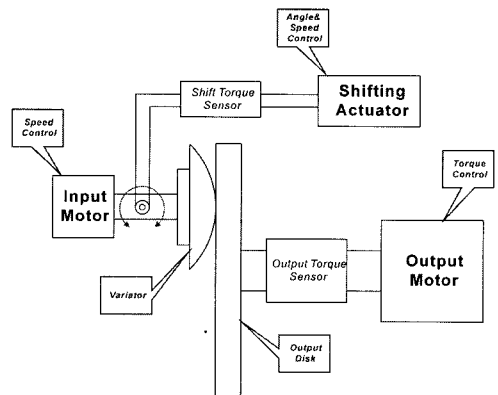 Angle&
Speed
Control
Shift Torque
Sensor
Shifting
Actuator
Speed
Control
Input
Motor
Torque
Control
Output Torque
Sensor
Output
Motor
Variator
Output
Disk